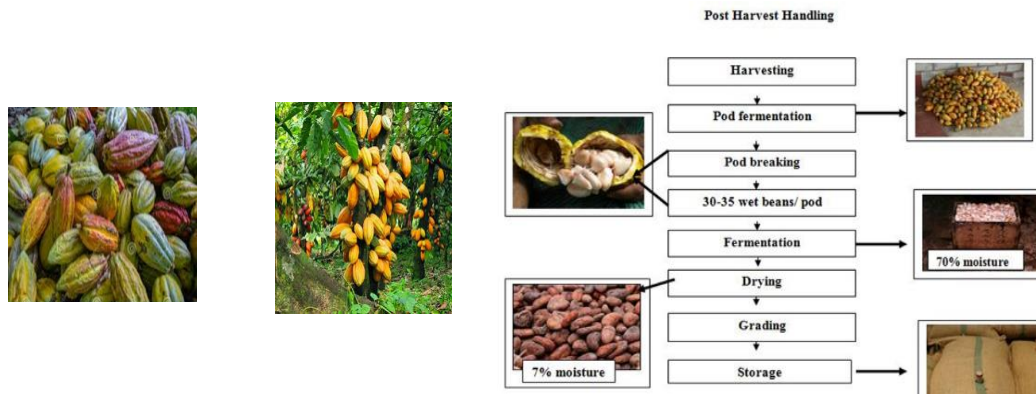 Post Harvest Handling
Harvesting
Pod fermentation
Pod breaking
30-35 wet beans/ pod
Fermentation
70% moisture
Drying
7% moisture
Grading
Storage